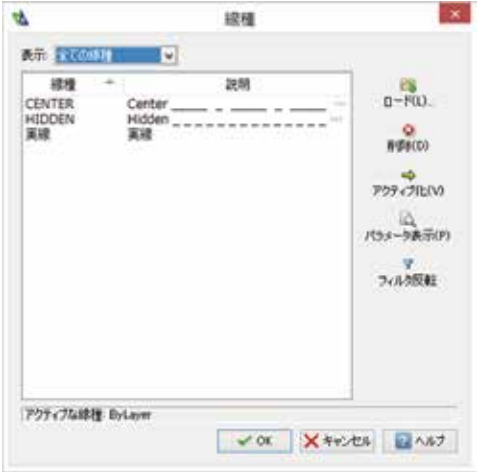 線種
表示: 全ての線種
線種 説明
CENTER Center ____ _ ____ _ ____ ...
HIDDEN Hidden _ _ _ _ _ _ _ _ _ _ _ _ ...
実線 実線
ロード(L)...
削除(D)
アクティブ化(V)
パラメータ表示(P)
フィルタ反転
アクティブな線種: ByLayer
OK キャンセル ヘルプ